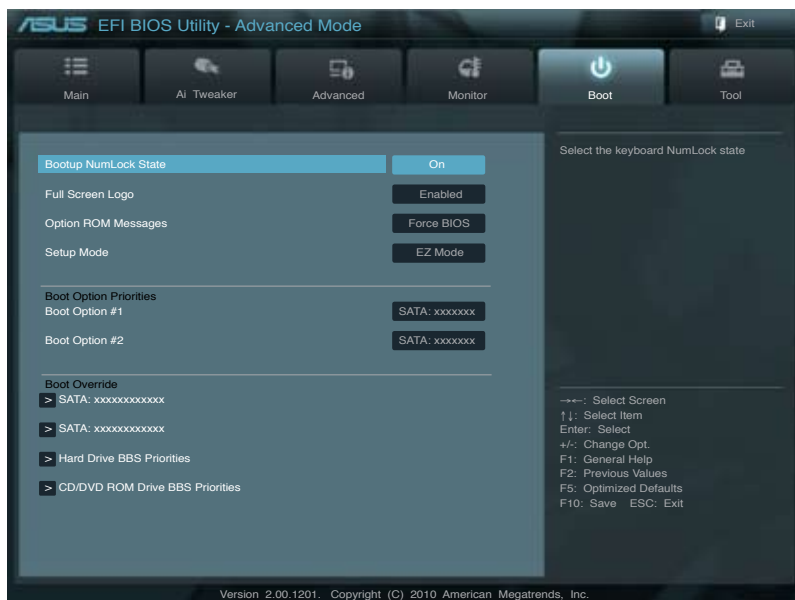 ASUS EFI BIOS Utility - Advanced Mode
Exit
Main
Ai Tweaker
Advanced
Monitor
Boot
Tool
Bootup NumLock State On
Full Screen Logo Enabled
Option ROM Messages Force BIOS
Setup Mode EZ Mode
Boot Option Priorities
Boot Option #1 SATA: xxxxxxx
Boot Option #2 SATA: xxxxxxx
Boot Override
> SATA: xxxxxxxxxxxx
> SATA: xxxxxxxxxxxx
> Hard Drive BBS Priorities
> CD/DVD ROM Drive BBS Priorities
Select the keyboard NumLock state
→←: Select Screen
↑↓: Select Item
Enter: Select
+/-: Change Opt.
F1: General Help
F2: Previous Values
F5: Optimized Defaults
F10: Save ESC: Exit
Version 2.00.1201. Copyright (C) 2010 American Megatrends, Inc.